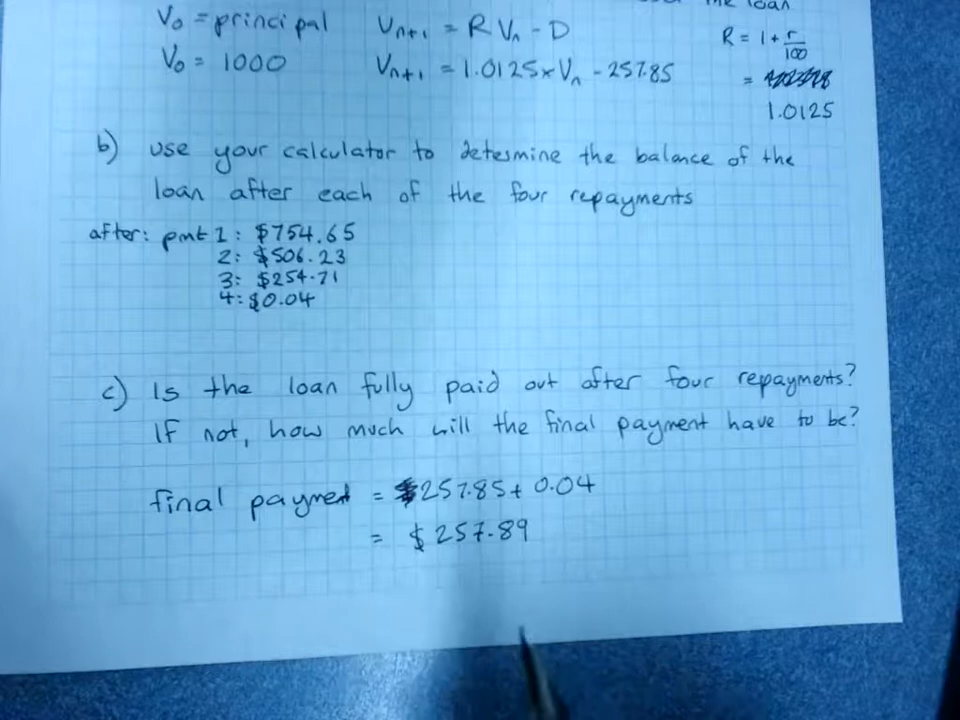 the loan
V₀ = principal Vₙ₊₁ = R Vₙ - D R = 1 + r/100
V₀ = 1000 Vₙ₊₁ = 1.0125 x Vₙ - 257.85 =
1.0125
b) use your calculator to determine the balance of the
loan after each of the four repayments
after: pmt 1: $754.65
2: $506.23
3: $254.71
4: $0.04
c) Is the loan fully paid out after four repayments?
If not, how much will the final payment have to be?
final payment = $257.85 + 0.04
= $257.89